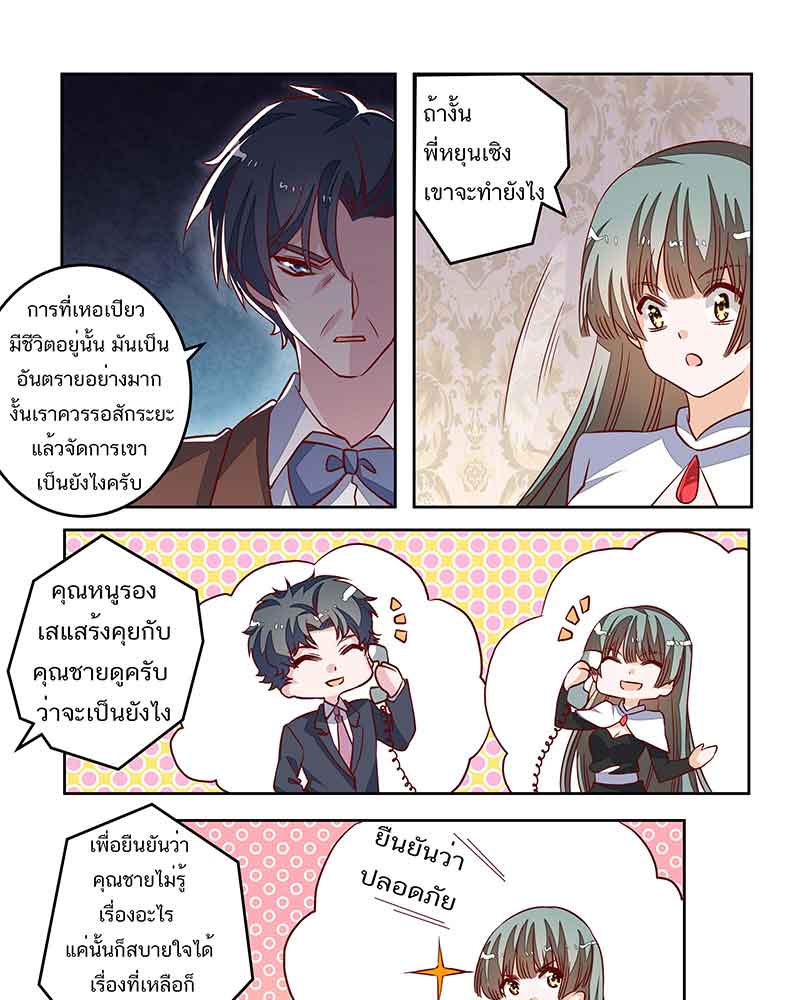 การที่เหอเปียว
มีชีวิตอยู่นั้น มันเป็น
อันตรายอย่างมาก
งั้นเราควรรอสักระยะ
แล้วจัดการเขา
เป็นยังไงครับ
ถ้างั้น
พี่หยุนเซิง
เขาจะทำยังไง
คุณหนูรอง
เสแสร้งคุยกับ
คุณชายดูครับ
ว่าจะเป็นยังไง
เพื่อยืนยันว่า
คุณชายไม่รู้
เรื่องอะไร
แค่นั้นก็สบายใจได้
เรื่องที่เหลือก็
ยืนยันว่า
ปลอดภัย